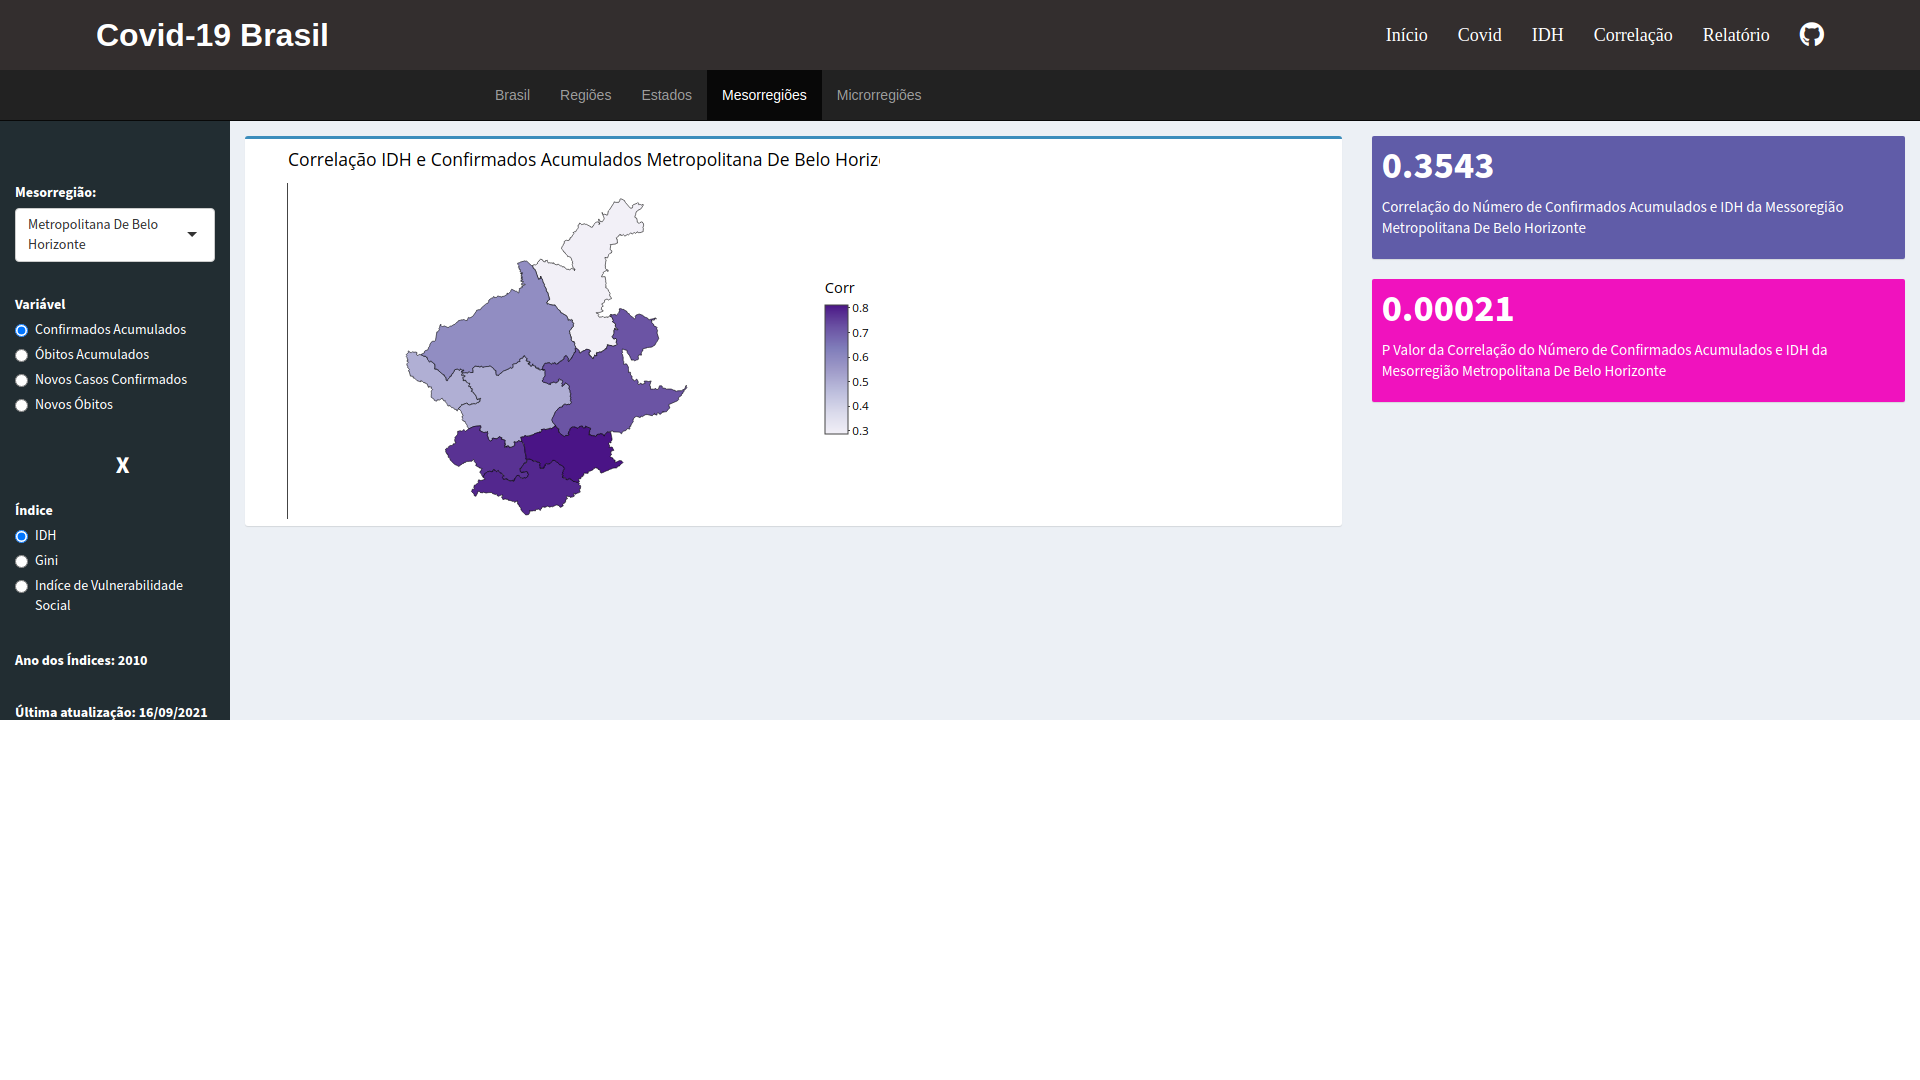 Covid-19 Brasil
Início
Covid
IDH
Correlação
Relatório
Brasil
Regiões
Estados
Mesorregiões
Microrregiões
Mesorregião:
Metropolitana De Belo
Horizonte
Variável
Confirmados Acumulados
Óbitos Acumulados
Novos Casos Confirmados
Novos Óbitos
X
Índice
IDH
Gini
Indíce de Vulnerabilidade
Social
Ano dos Índices: 2010
Última atualização: 16/09/2021
Correlação IDH e Confirmados Acumulados Metropolitana De Belo Horiz
Corr
0.8
0.7
0.6
0.5
0.4
0.3
0.3543
Correlação do Número de Confirmados Acumulados e IDH da Messoregião
Metropolitana De Belo Horizonte
0.00021
P Valor da Correlação do Número de Confirmados Acumulados e IDH da
Mesorregião Metropolitana De Belo Horizonte